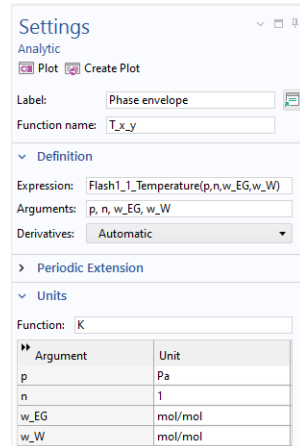 Settings
Analytic
Plot Create Plot
Label: Phase envelope
Function name: T_x_y
Definition
Expression: Flash1_1_Temperature(p,n,w_EG,w_W)
Arguments: p, n, w_EG, w_W
Derivatives: Automatic
Periodic Extension
Units
Function: K
Argument Unit
p Pa
n 1
w_EG mol/mol
w_W mol/mol